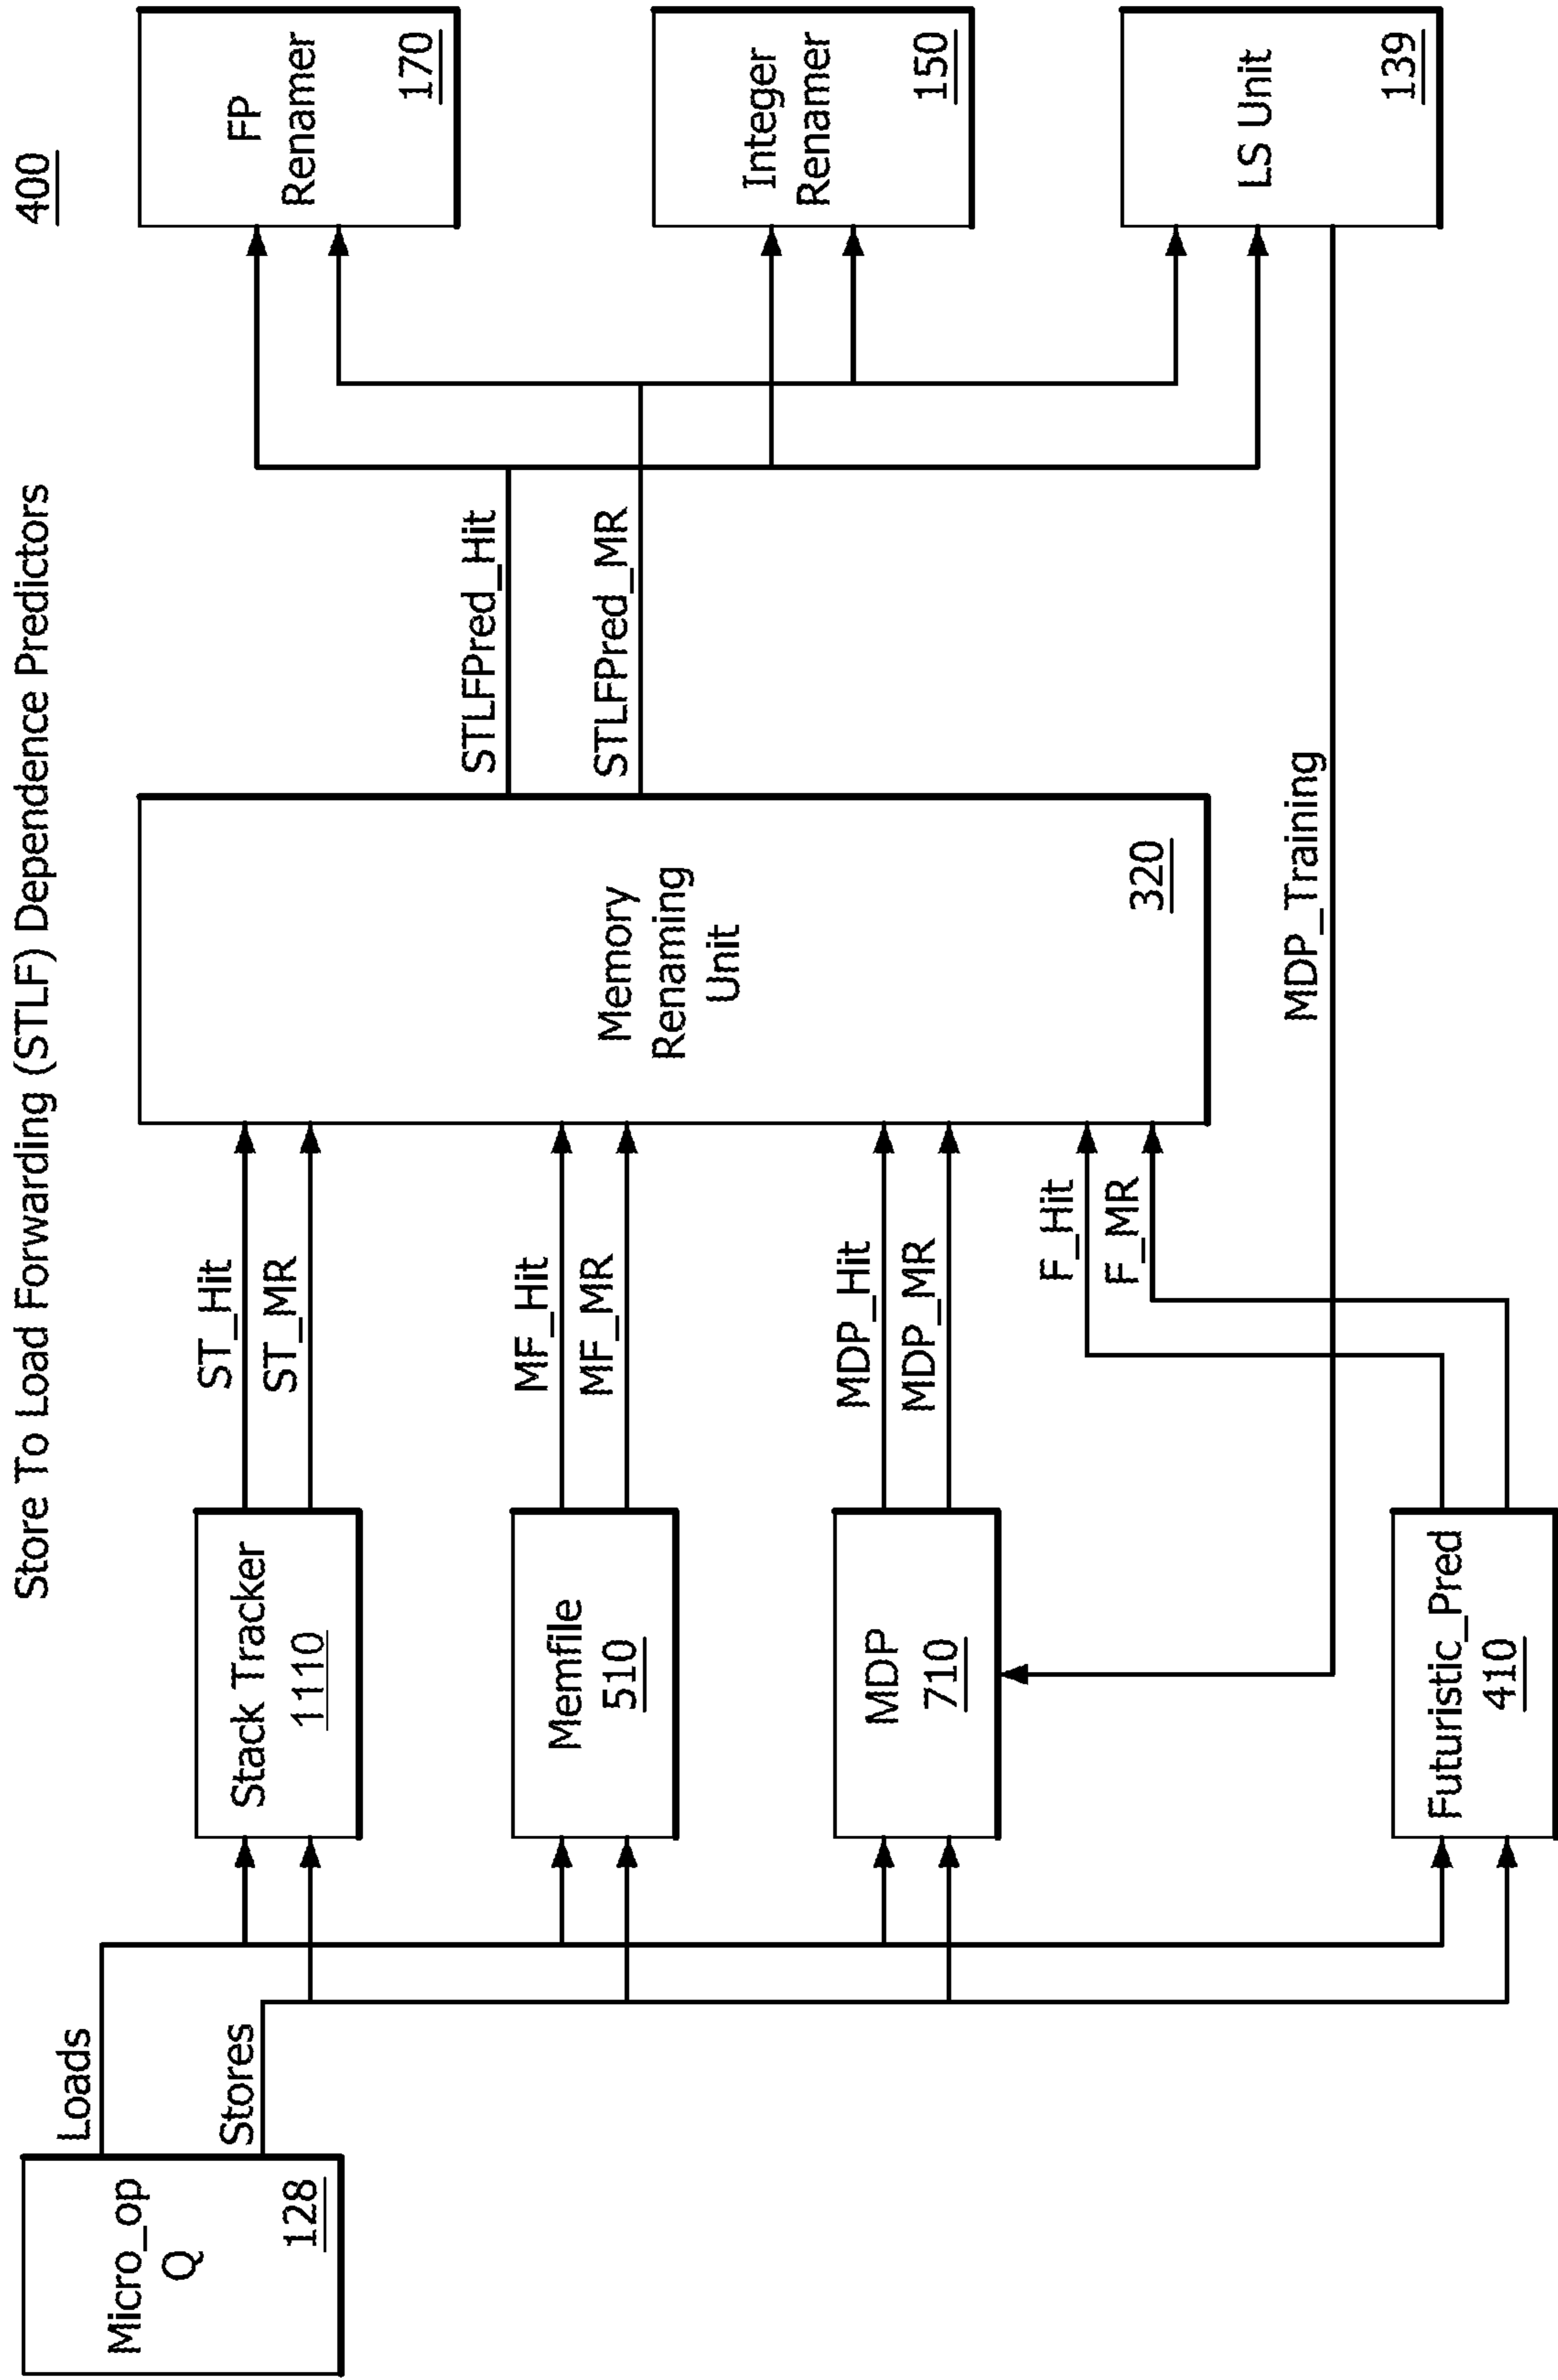 Store To Load Forwarding (STLF) Dependence Predictors
400
Micro_op
Q
128
Loads
Stores
Stack Tracker
1110
Memfile
510
MDP
710
Futuristic_Pred
410
ST_Hit
ST_MR
MF_Hit
MF_MR
MDP_Hit
MDP_MR
F_Hit
F_MR
Memory
Renaming
Unit
320
MDP_Training
STLFPred_Hit
STLFPred_MR
FP
Renamer
170
Integer
Renamer
150
LS Unit
139